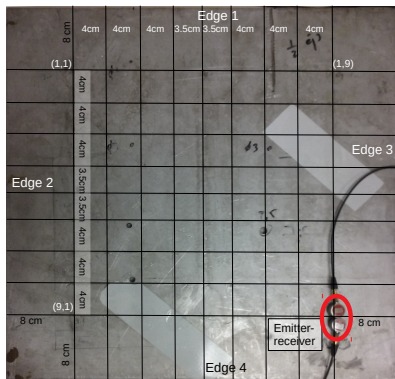 Edge 1
8 cm
4cm 4cm 4cm 3.5cm 3.5cm 4cm 4cm 4cm
(1,1)
(1,9)
4cm
4cm
4cm
Edge 3
3.5cm
Edge 2
3.5cm
4cm
4cm
4cm
(9,1)
8 cm
8 cm
Emitter-
receiver
8 cm
Edge 4